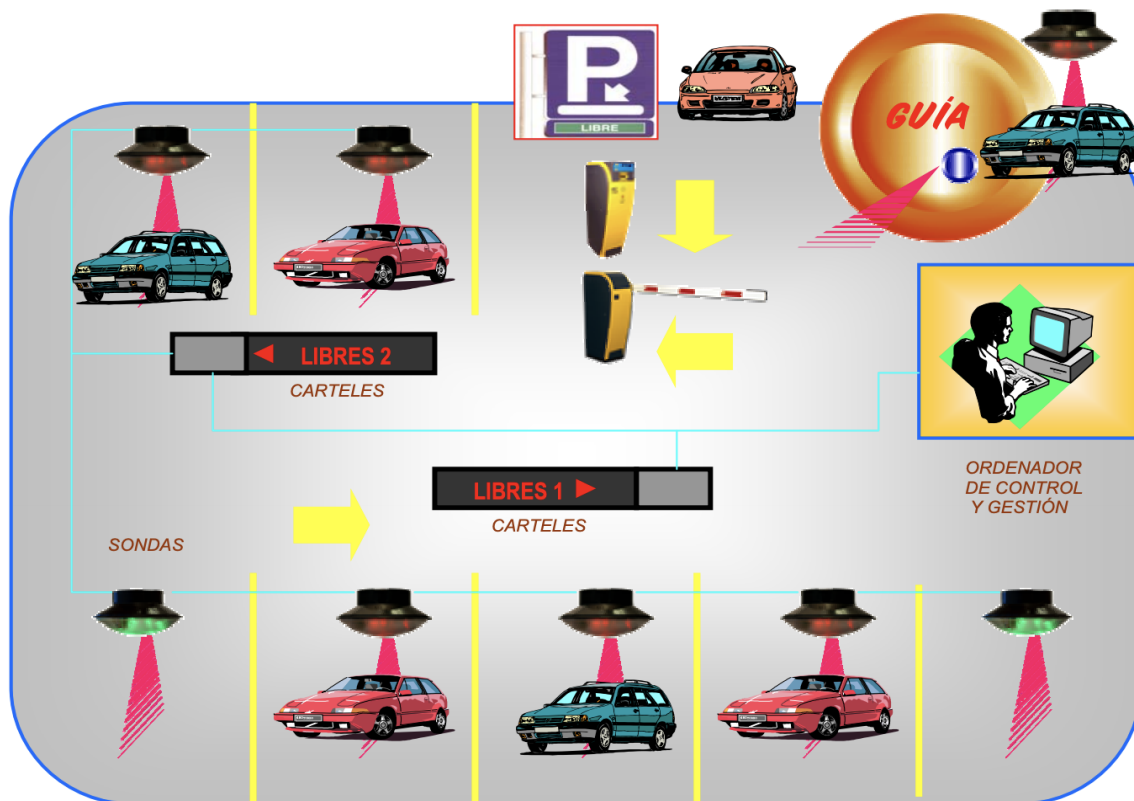 P
LIBRE
GUÍA
LIBRES 2
CARTELES
ORDENADOR
DE CONTROL
Y GESTIÓN
LIBRES 1
CARTELES
SONDAS